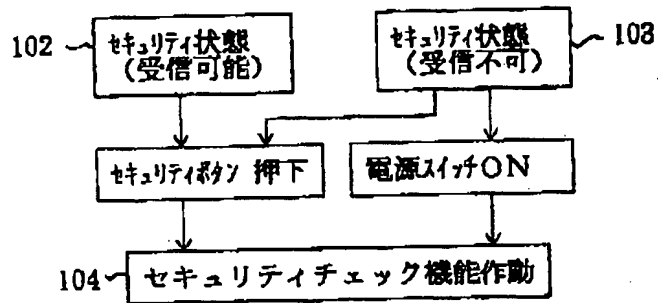 102
セキュリティ状態
(受信可能)
セキュリティ状態
(受信不可)
103
セキュリティボタン 押下
電源スイッチON
104
セキュリティチェック機能作動